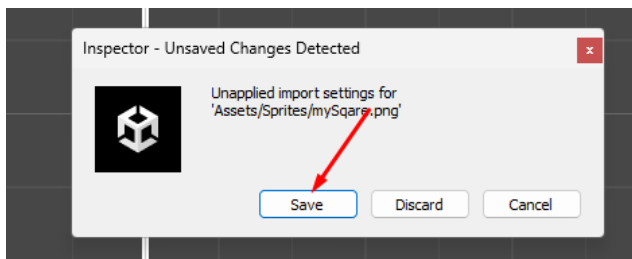 Inspector - Unsaved Changes Detected
x
Unapplied import settings for
'Assets/Sprites/mySqare.png'
Save
Discard
Cancel